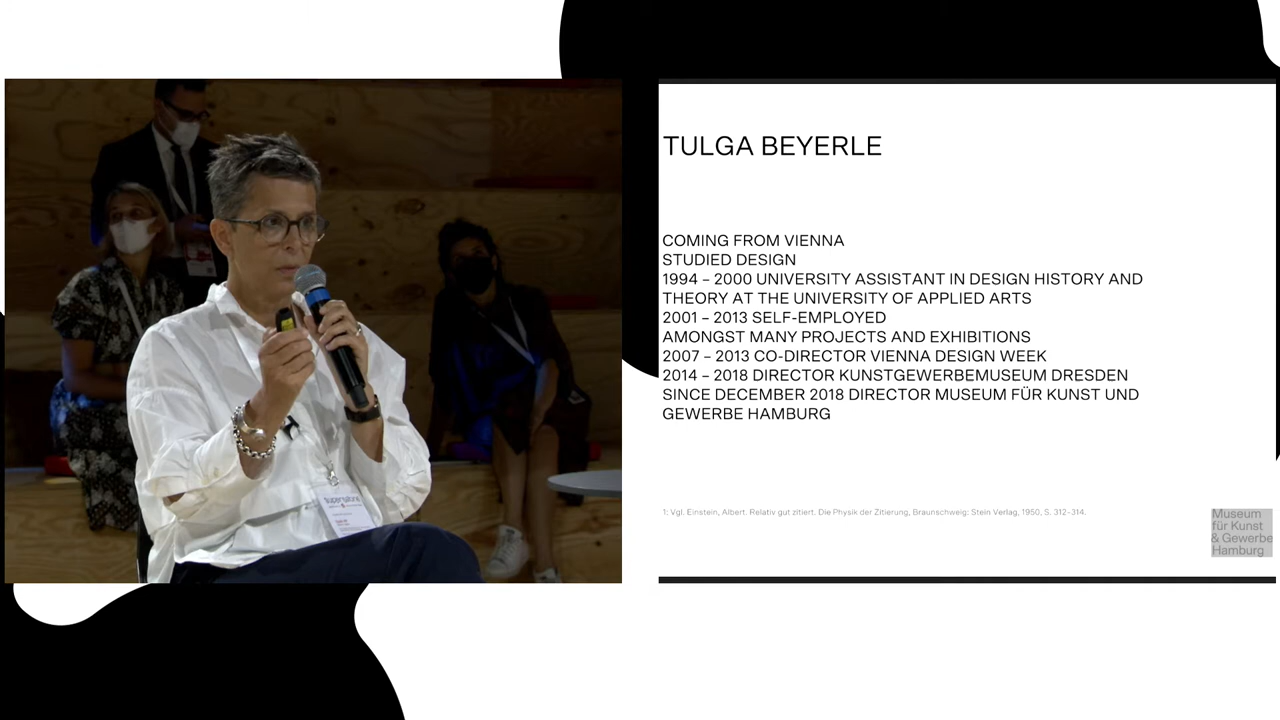 TULGA BEYERLE
COMING FROM VIENNA
STUDIED DESIGN
1994 – 2000 UNIVERSITY ASSISTANT IN DESIGN HISTORY AND
THEORY AT THE UNIVERSITY OF APPLIED ARTS
2001 – 2013 SELF-EMPLOYED
AMONGST MANY PROJECTS AND EXHIBITIONS
2007 – 2013 CO-DIRECTOR VIENNA DESIGN WEEK
2014 – 2018 DIRECTOR KUNSTGEWERBEMUSEUM DRESDEN
SINCE DECEMBER 2018 DIRECTOR MUSEUM FÜR KUNST UND
GEWERBE HAMBURG
1: Vgl. Einstein, Albert. Relativ gut zitiert. Die Physik der Zitierung, Braunschweig: Stein Verlag, 1950, S. 312–314.
Museum
für Kunst
& Gewerbe
Hamburg